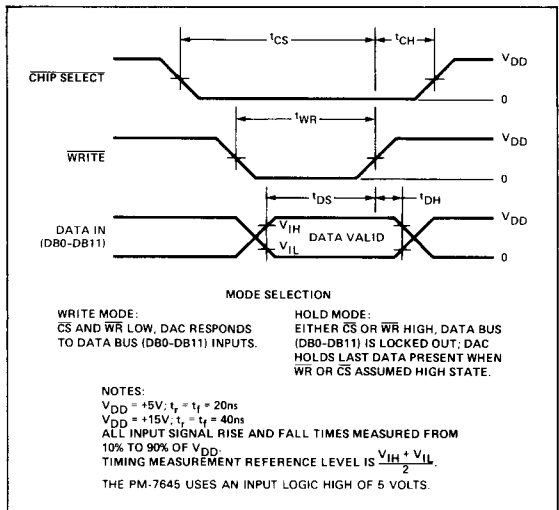 tCS
tCH
VDD
CHIP SELECT
0
tWR
VDD
WRITE
0
tDS
tDH
DATA IN
(DB0-DB11)
VIH
VIL
DATA VALID
VDD
0
MODE SELECTION
WRITE MODE:
CS AND WR LOW, DAC RESPONDS
TO DATA BUS (DB0-DB11) INPUTS.
HOLD MODE:
EITHER CS OR WR HIGH, DATA BUS
(DB0-DB11) IS LOCKED OUT; DAC
HOLDS LAST DATA PRESENT WHEN
WR OR CS ASSUMED HIGH STATE.
NOTES:
VDD = +5V; tr = tf = 20ns
VDD = +15V; tr = tf = 40ns
ALL INPUT SIGNAL RISE AND FALL TIMES MEASURED FROM
10% TO 90% OF VDD.
TIMING MEASUREMENT REFERENCE LEVEL IS (VIH + VIL)/2.
THE PM-7645 USES AN INPUT LOGIC HIGH OF 5 VOLTS.